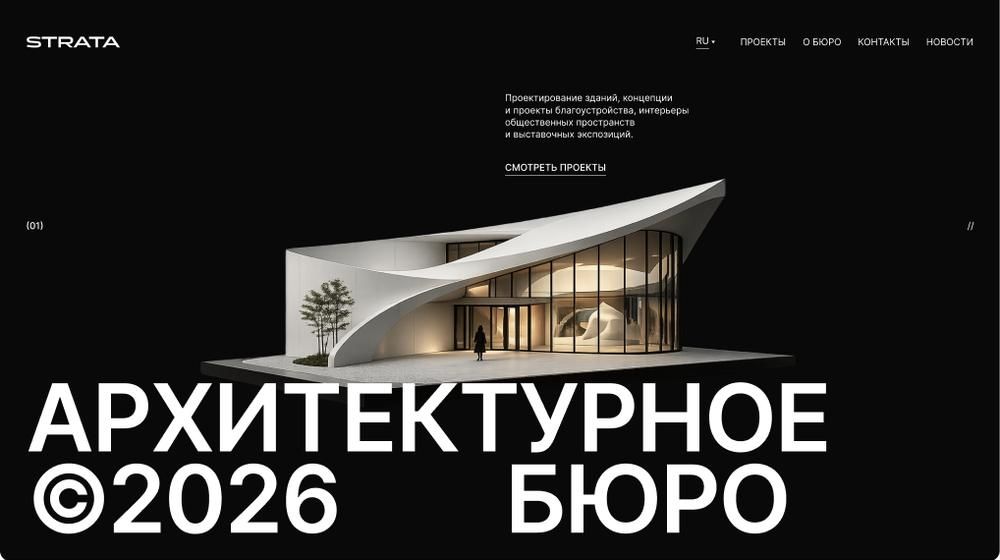 STRATA
RU ПРОЕКТЫ О БЮРО КОНТАКТЫ НОВОСТИ
Проектирование зданий, концепции
и проекты благоустройства, интерьеры
общественных пространств
и выставочных экспозиций.
СМОТРЕТЬ ПРОЕКТЫ
(01) //
АРХИТЕКТУРНОЕ
©2026 БЮРО